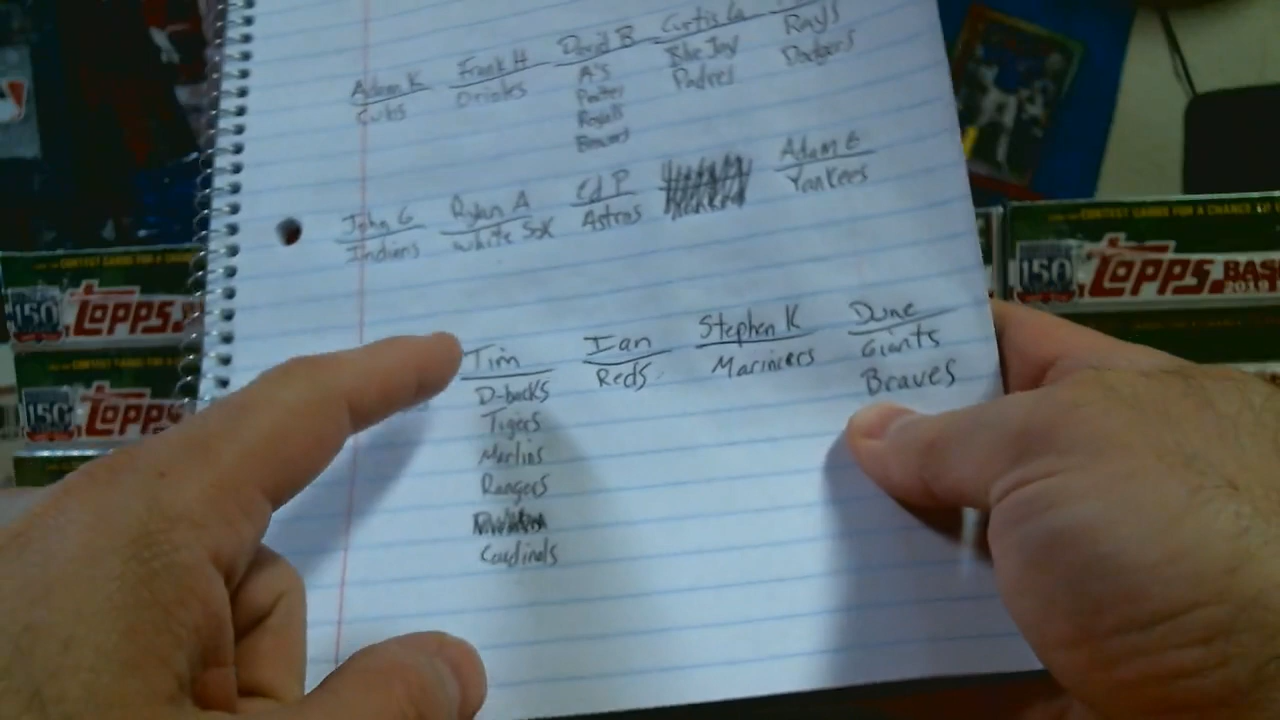 Adam K
Cubs
Frank H
Orioles
David B
A's
Royals
Curtis G
Blue Jay
Padres
Rays
Dodgers
John G
Indians
Ryan A
White Sox
Ed P
Astros
Adam E
Yankees
Tim
D-backs
Tigers
Marlins
Rangers
Cardinals
Ian
Reds
Stephen K
Mariners
Dune
Giants
Braves
150 TOPPS
150 TOPPS
CONTEST CARDS FOR A CHANCE
150 TOPPS BAS
2019